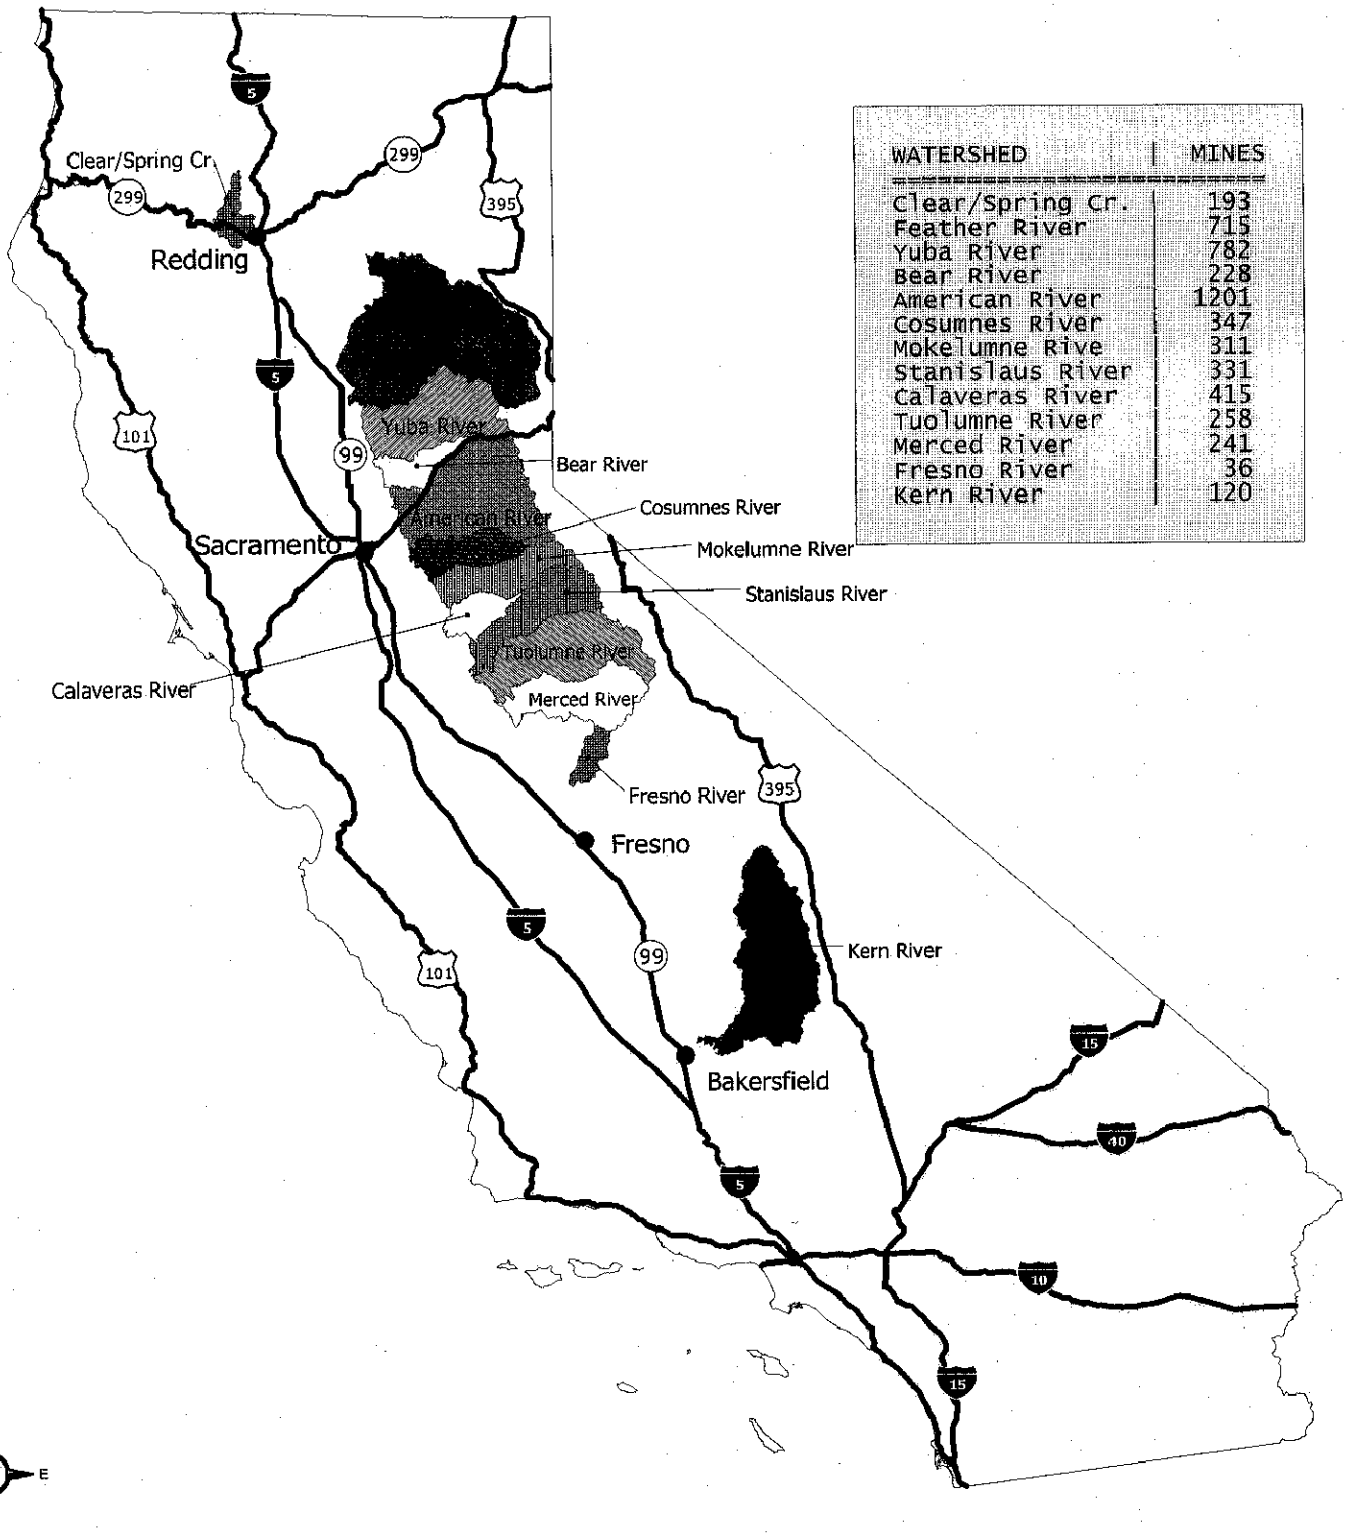 5
Clear/Spring Cr.
299
299
395
Redding
WATERSHED | MINES
==========================
Clear/Spring Cr. | 193
Feather River | 715
Yuba River | 782
Bear River | 228
American River | 1201
Cosumnes River | 347
Mokelumne Rive | 311
Stanislaus River | 331
Calaveras River | 415
Tuolumne River | 258
Merced River | 241
Fresno River | 36
Kern River | 120
5
101
Yuba River
99
Bear River
American River
Cosumnes River
Sacramento
Mokelumne River
Stanislaus River
Tuolumne River
Calaveras River
Merced River
395
Fresno River
Fresno
5
99
101
Kern River
15
Bakersfield
40
5
10
15
E